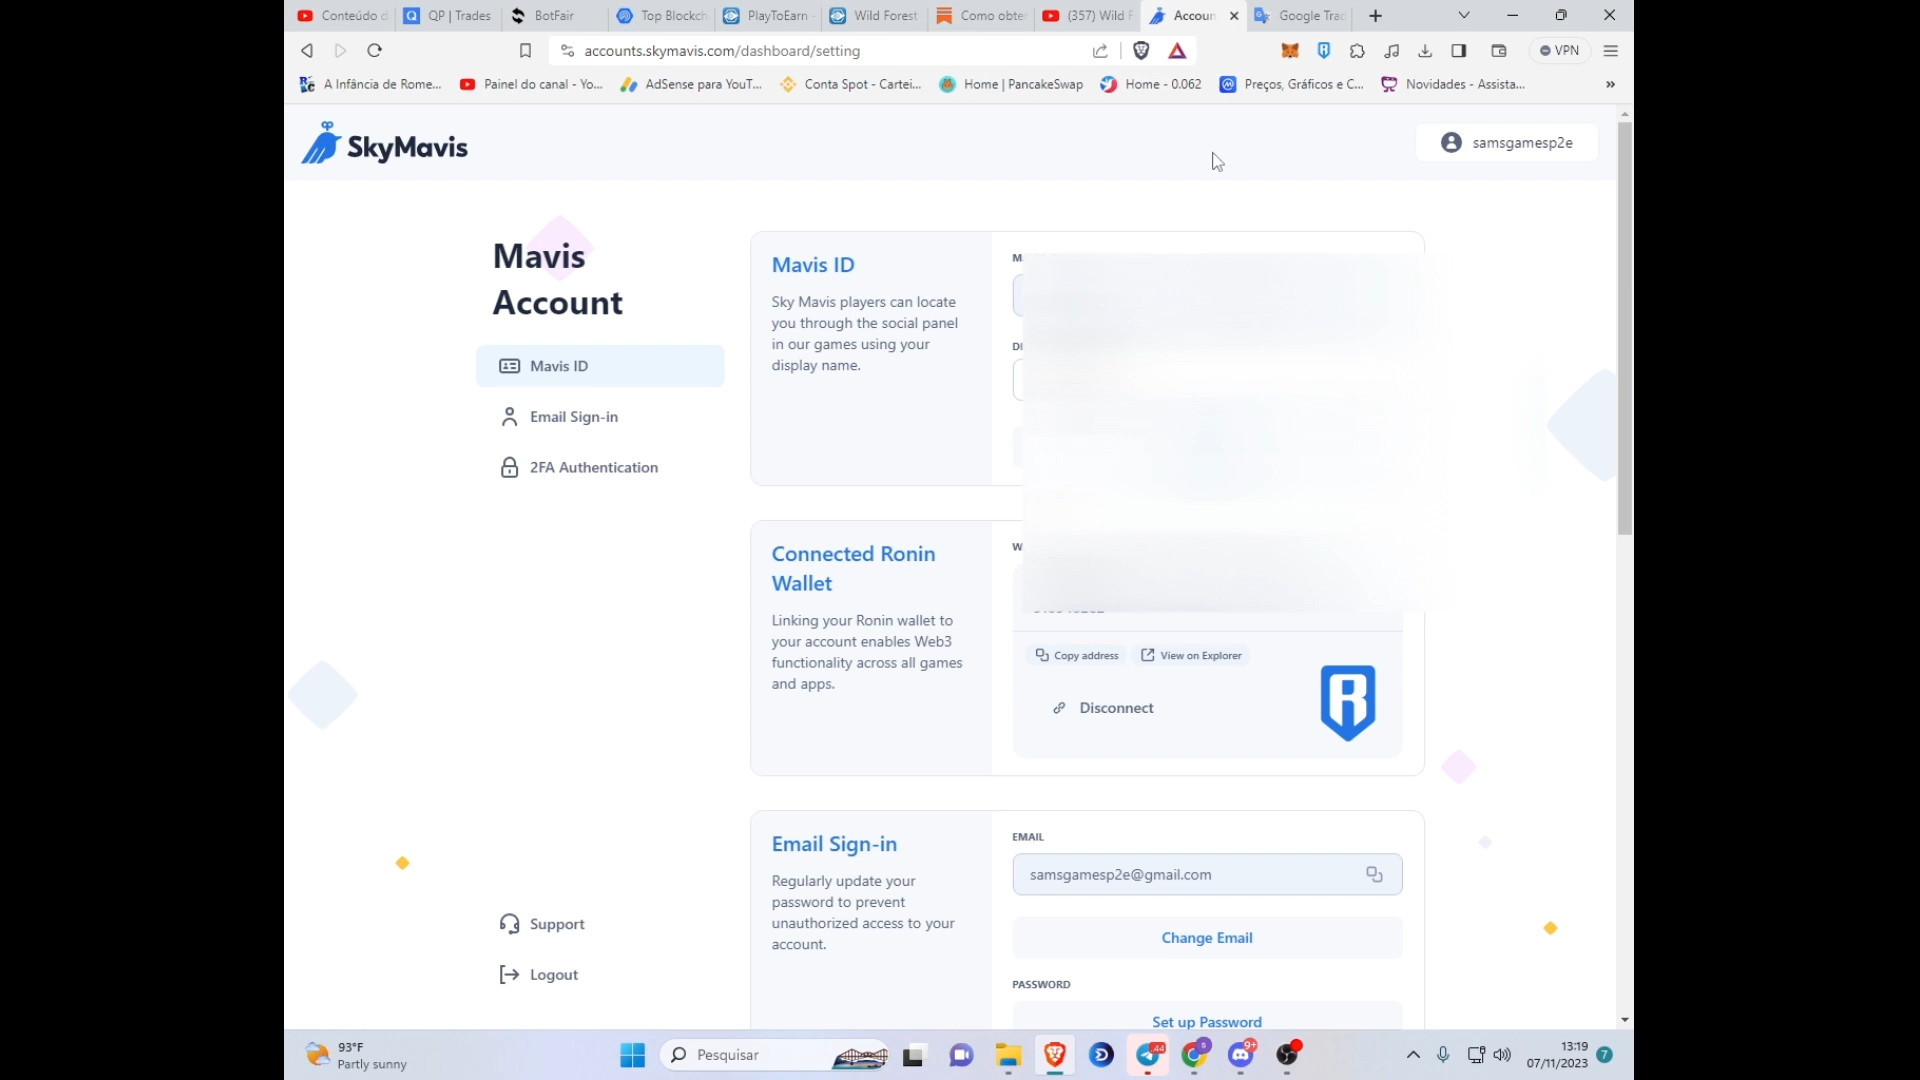 Conteúdo d
QP | Trades
BotFair
Top Blockch
PlayToEarn
Wild Forest
Como obter
(357) Wild F
Accoun
Google Trad
accounts.skymavis.com/dashboard/setting
VPN
A Infância de Rome...
Painel do canal - Yo...
AdSense para YouT...
Conta Spot - Cartei...
Home | PancakeSwap
Home - 0.062
Preços, Gráficos e C...
Novidades - Assista...
SkyMavis
samsgamesp2e
Mavis
Account
Mavis ID
Email Sign-in
2FA Authentication
Support
Logout
Mavis ID
Sky Mavis players can locate
you through the social panel
in our games using your
display name.
Connected Ronin
Wallet
Linking your Ronin wallet to
your account enables Web3
functionality across all games
and apps.
Copy address
View on Explorer
Disconnect
Email Sign-in
Regularly update your
password to prevent
unauthorized access to your
account.
EMAIL
samsgamesp2e@gmail.com
Change Email
PASSWORD
Set up Password
93°F
Partly sunny
Pesquisar
44
9+
13:19
07/11/2023
7